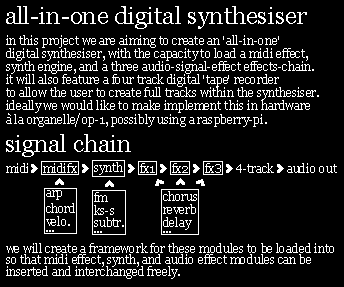 all-in-one digital synthesiser
in this project we are aiming to create an 'all-in-one'
digital synthesiser, with the capacity to load a midi effect,
synth engine, and a three audio-signal-effect effects-chain.
it will also feature a four track digital 'tape' recorder
to allow the user to create full tracks within the synthesiser.
ideally we would like to make implement this in hardware
à la organelle/op-1, possibly using a raspberry-pi.
signal chain
midi > midifx > synth > fx1 > fx2 > fx3 > 4-track > audio out
arp
chord
velo.
...
fm
ks-s
subtr.
...
chorus
reverb
delay
...
we will create a framework for these modules to be loaded into
so that midi effect, synth, and audio effect modules can be
inserted and interchanged freely.